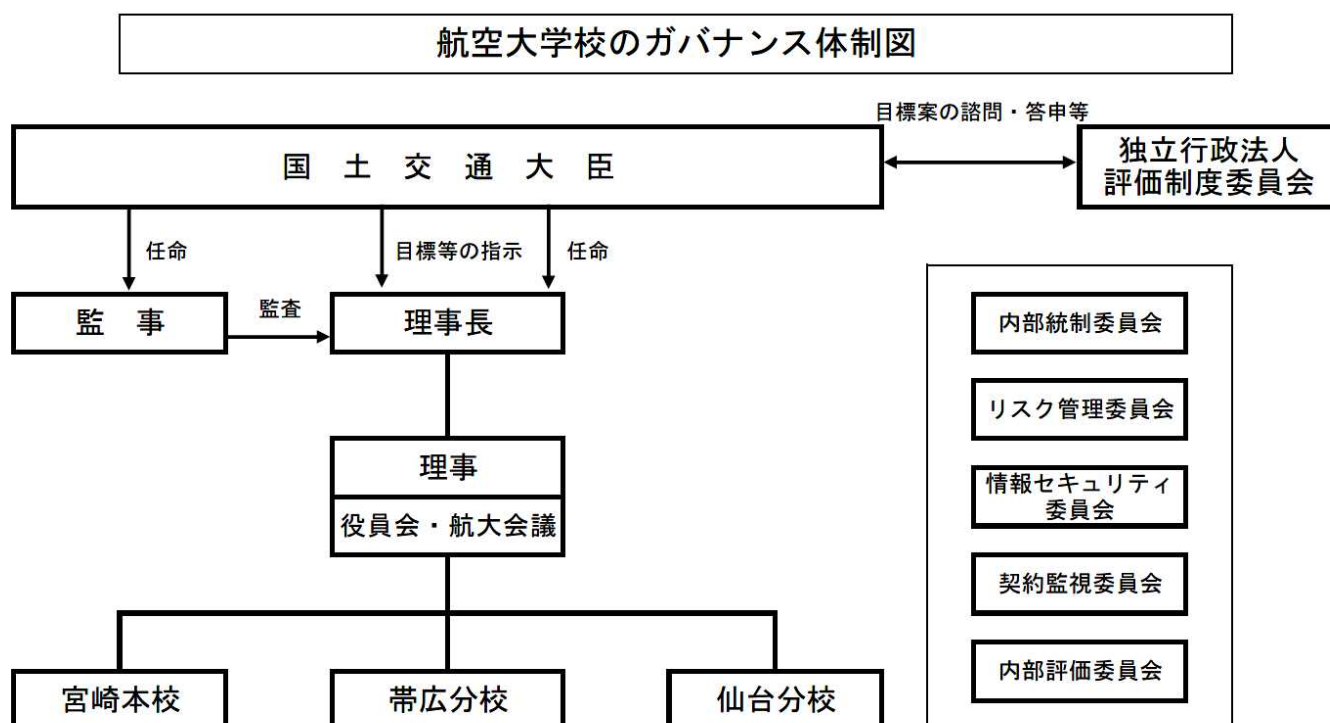 航空大学校のガバナンス体制図
目標案の諮問・答申等
国土交通大臣
独立行政法人
評価制度委員会
任命
目標等の指示
任命
監事
監査
理事長
内部統制委員会
リスク管理委員会
理事
役員会・航大会議
情報セキュリティ
委員会
契約監視委員会
内部評価委員会
宮崎本校
帯広分校
仙台分校